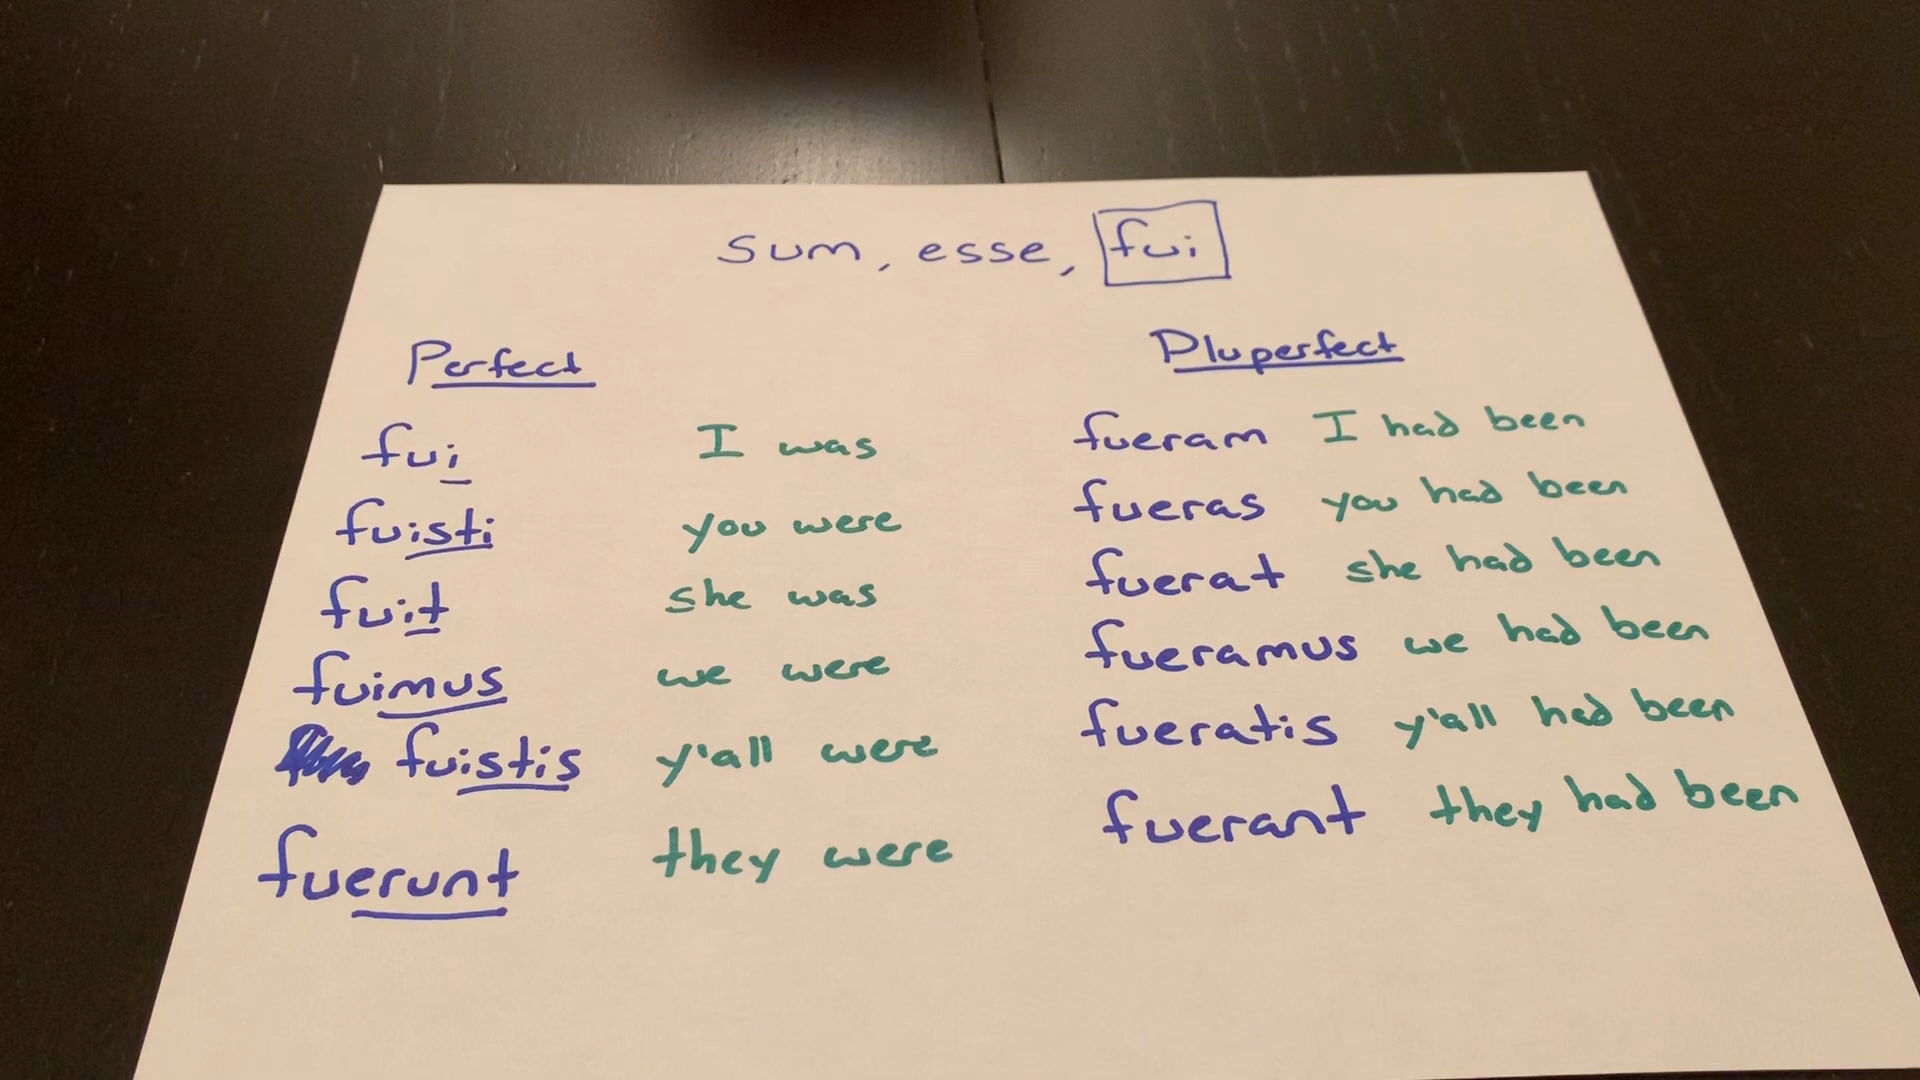 sum, esse, fui
Perfect
fui I was
fuisti you were
fuit she was
fuimus we were
fuistis y'all were
fuerunt they were
Pluperfect
fueram I had been
fueras you had been
fuerat she had been
fueramus we had been
fueratis y'all had been
fuerant they had been